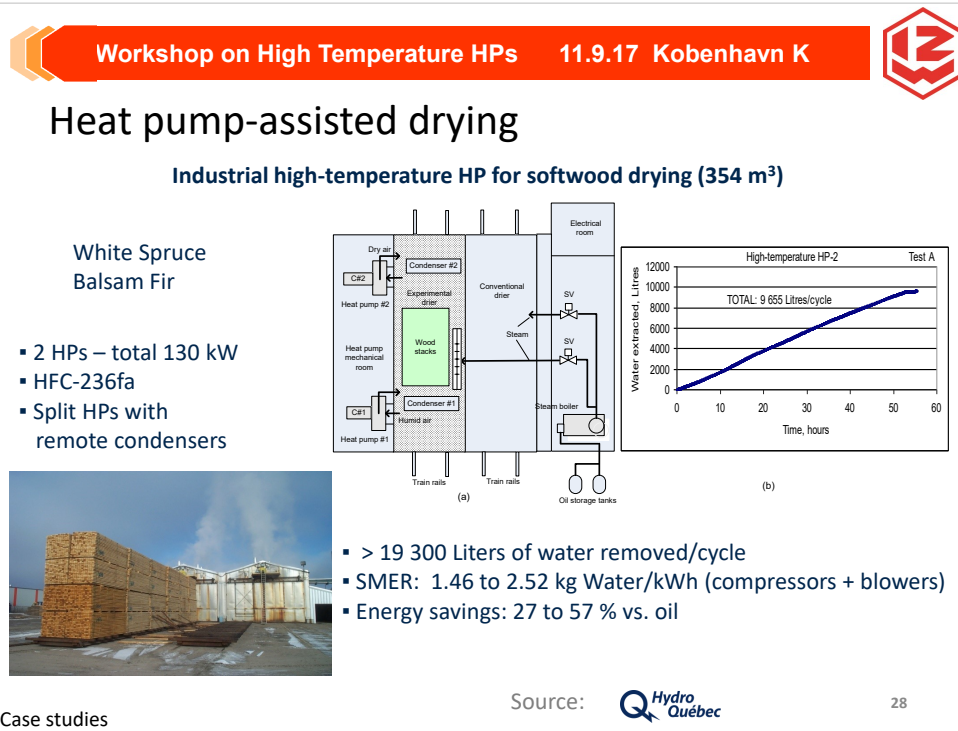 Workshop on High Temperature HPs 11.9.17 Kobenhavn K
IZW
Heat pump-assisted drying
Industrial high-temperature HP for softwood drying (354 m³)
White Spruce
Balsam Fir
▪ 2 HPs – total 130 kW
▪ HFC-236fa
▪ Split HPs with
remote condensers
Electrical
room
Dry air
C#2
Condenser #2
Heat pump #2
Experimental
drier
Conventional
drier
SV
Steam
Wood
stacks
SV
Heat pump
mechanical
room
Condenser #1
C#1
Humid air
Heat pump #1
Steam boiler
Train rails
Train rails
Oil storage tanks
(a)
High-temperature HP-2
Test A
TOTAL: 9 655 Litres/cycle
Water extracted, Litres
12000
10000
8000
6000
4000
2000
0
0 10 20 30 40 50 60
Time, hours
(b)
▪ > 19 300 Liters of water removed/cycle
▪ SMER: 1.46 to 2.52 kg Water/kWh (compressors + blowers)
▪ Energy savings: 27 to 57 % vs. oil
Source:
Hydro
Québec
28
Case studies